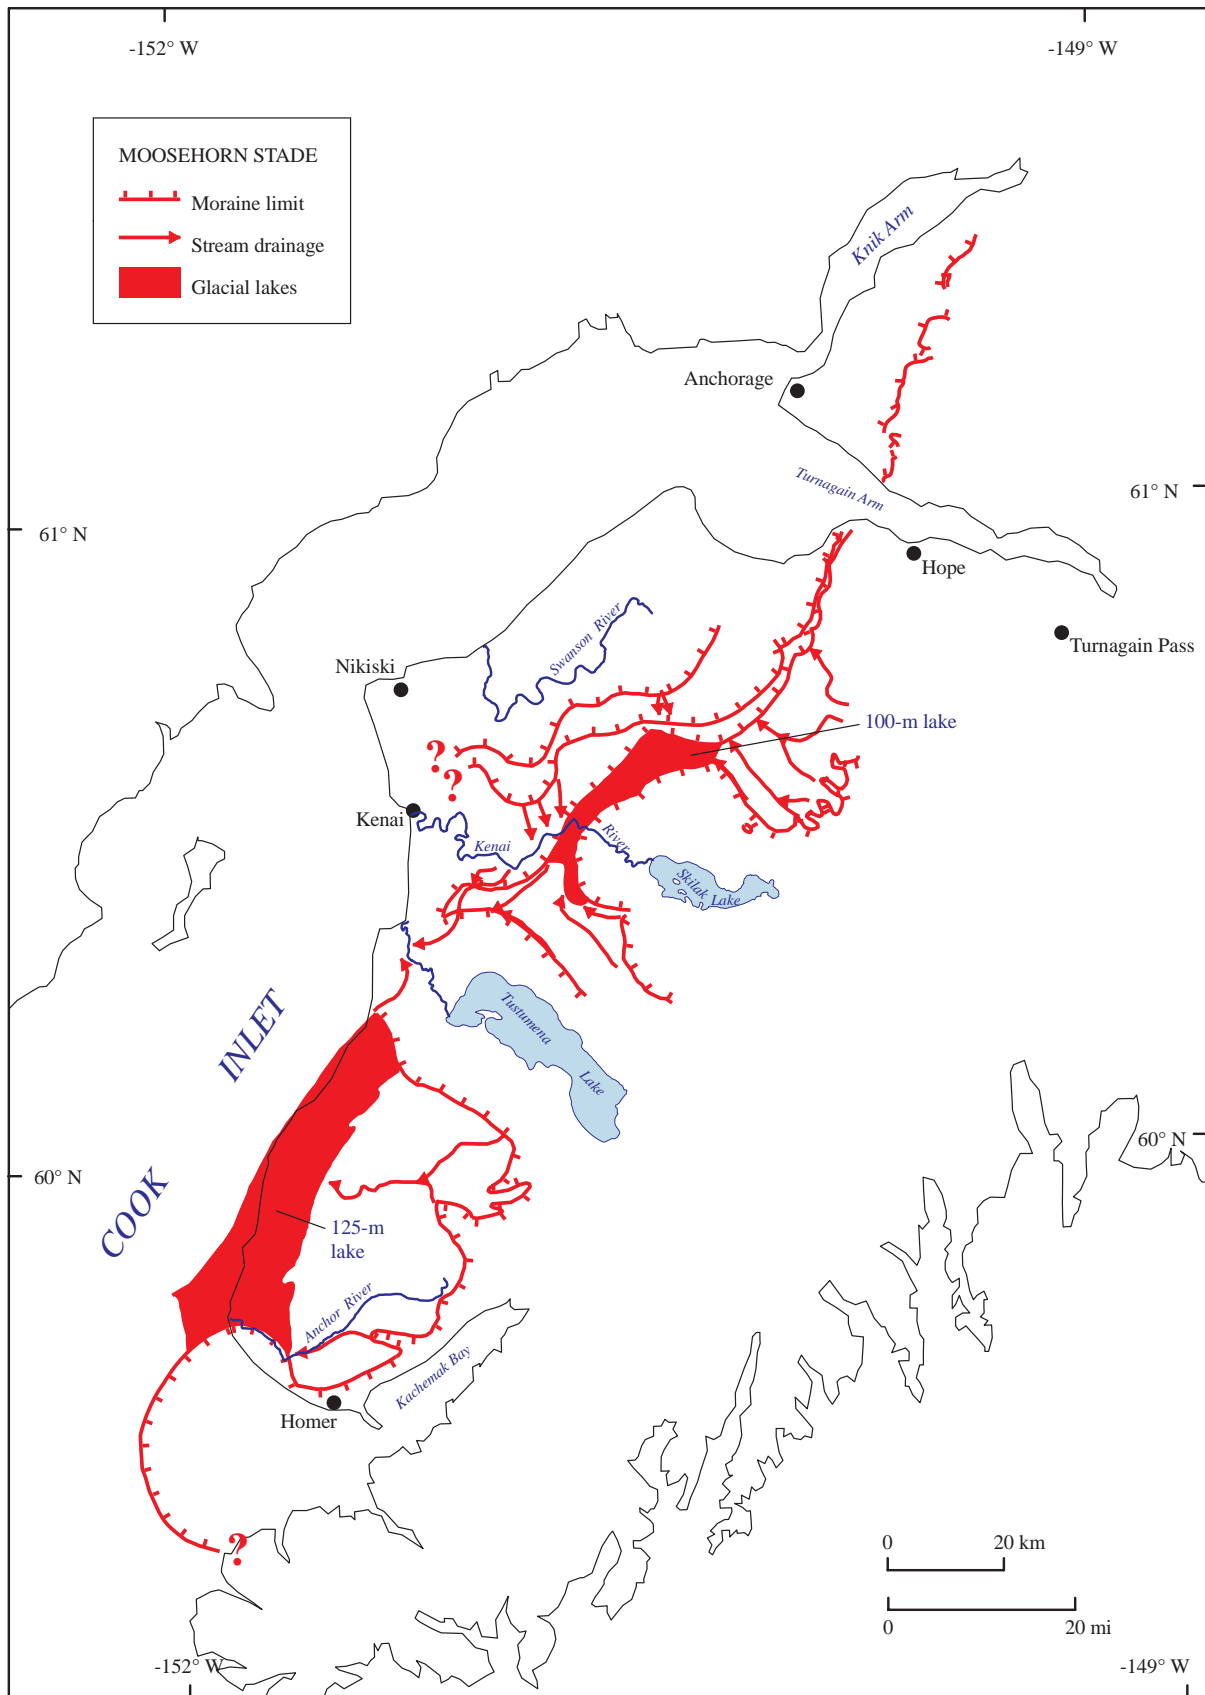 -152° W
-149° W
MOOSEHORN STADE
Moraine limit
Stream drainage
Glacial lakes
Knik Arm
Anchorage
Turnagain Arm
61° N
61° N
Hope
Turnagain Pass
Swanson River
Nikiski
100-m lake
?
?
Kenai
Kenai
River
Skilak
Lake
Tustumena
Lake
INLET
COOK
60° N
60° N
125-m
lake
Anchor River
Kachemak Bay
Homer
?
0
20 km
0
20 mi
-152° W
-149° W